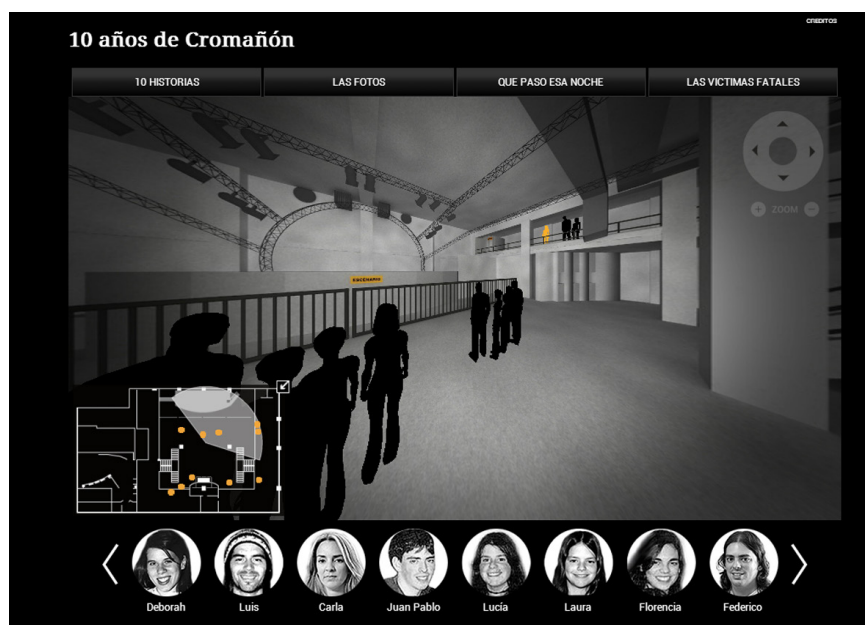 CREDITOS
10 años de Cromañón
10 HISTORIAS
LAS FOTOS
QUE PASO ESA NOCHE
LAS VICTIMAS FATALES
ZOOM
ESCENARIO
Deborah
Luis
Carla
Juan Pablo
Lucía
Laura
Florencia
Federico